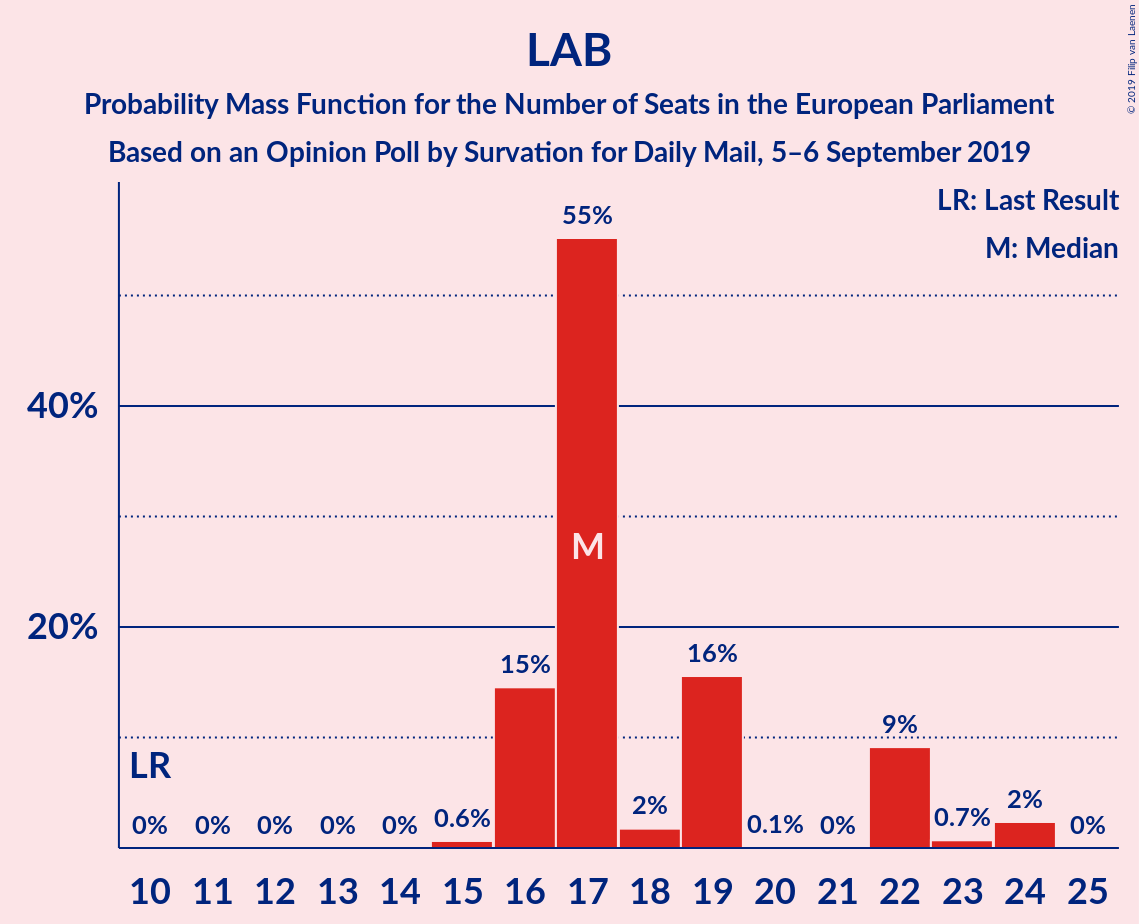 LAB
Probability Mass Function for the Number of Seats in the European Parliament
Based on an Opinion Poll by Survation for Daily Mail, 5–6 September 2019
© 2019 Filip van Laenen
LR: Last Result
M: Median
55%
40%
M
20%
15%
16%
9%
LR
0%
0%
0%
0%
0%
0.6%
2%
0.1%
0%
0.7%
2%
0%
10 11 12 13 14 15 16 17 18 19 20 21 22 23 24 25